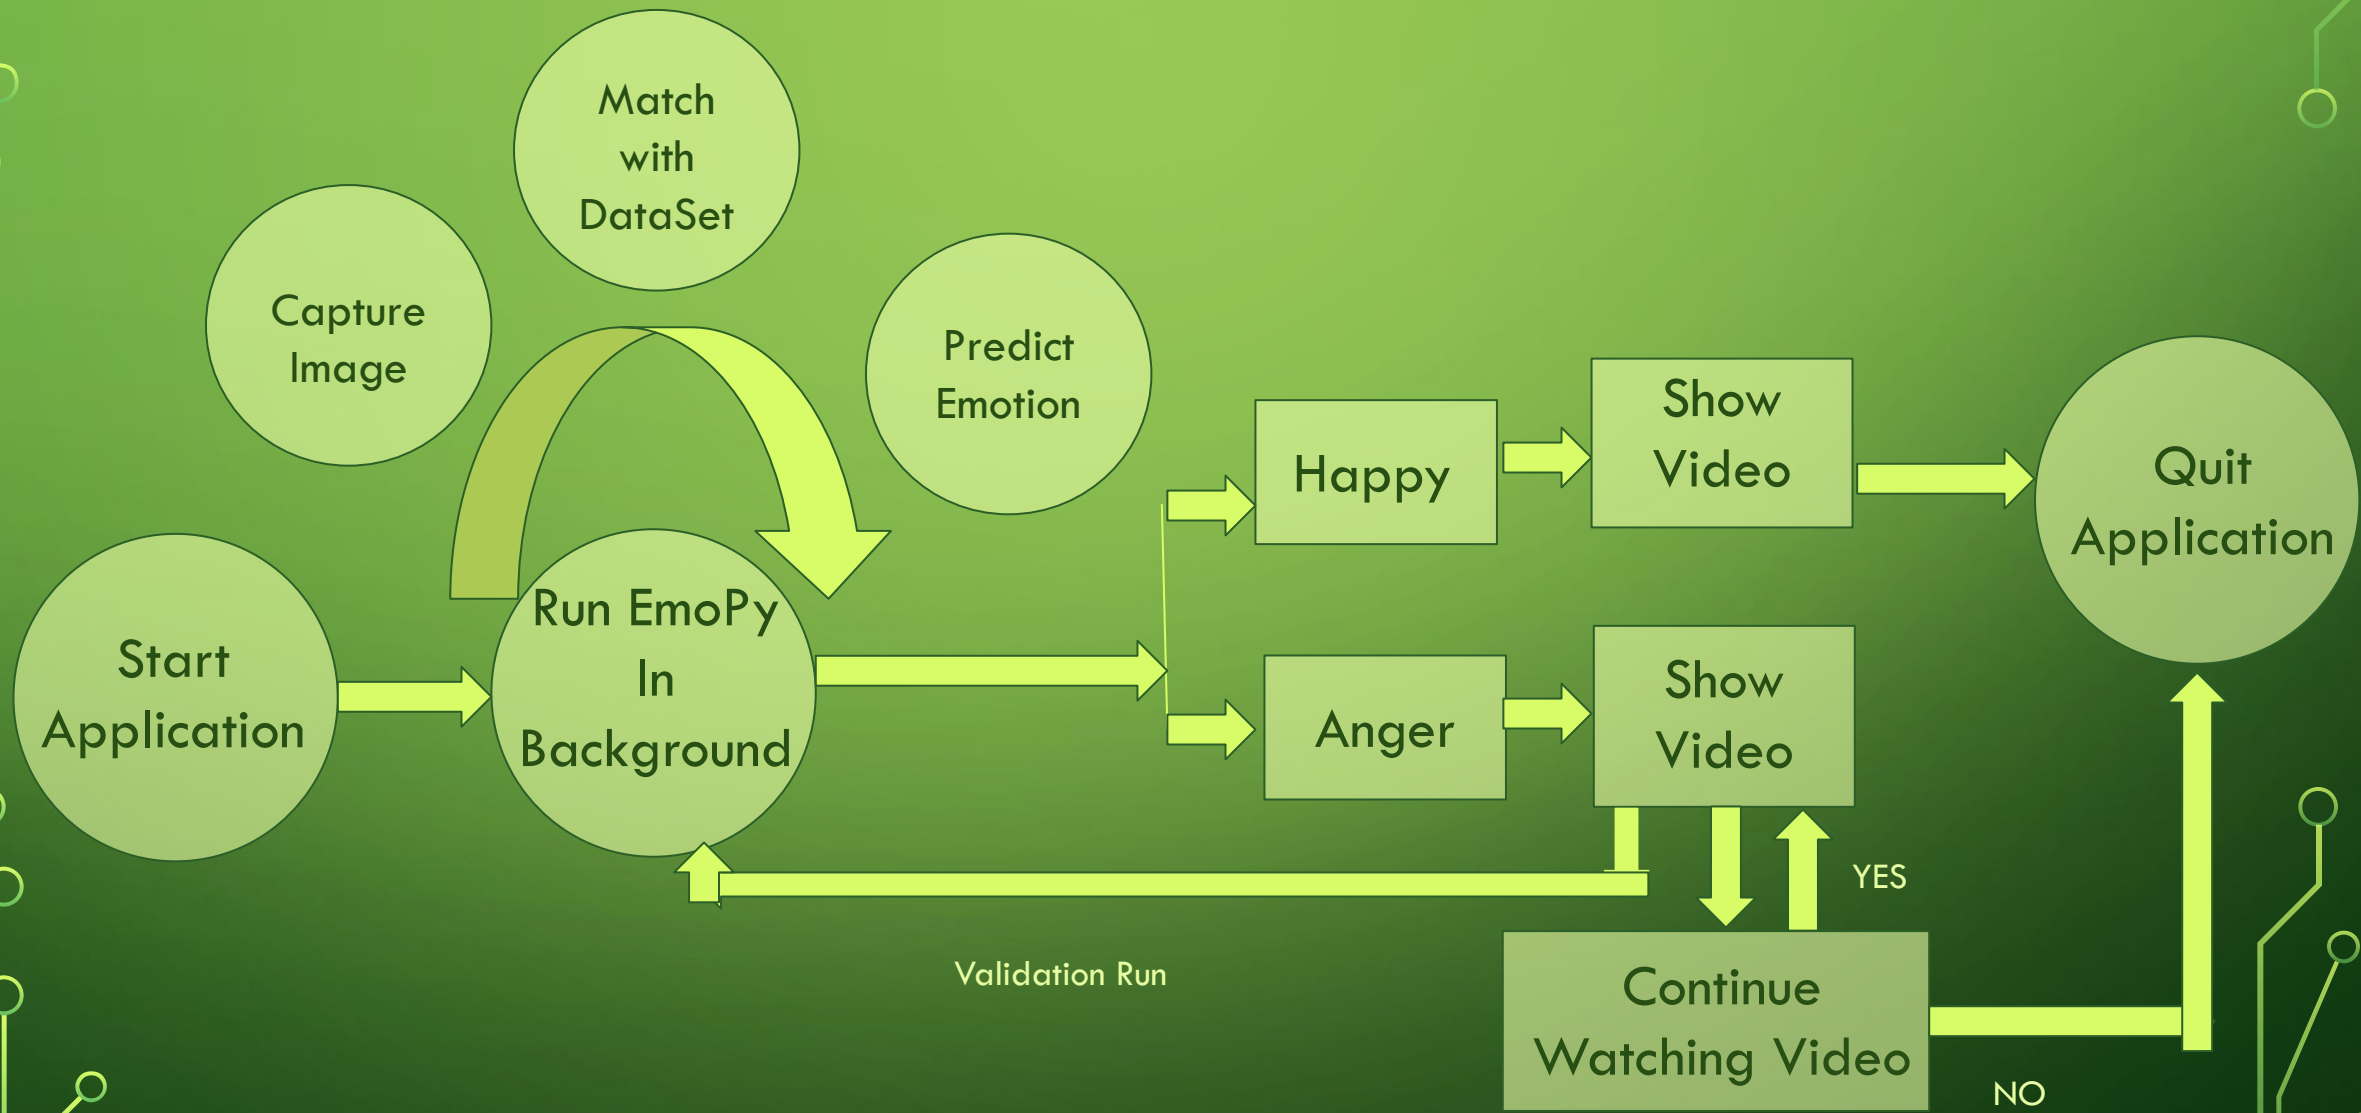 Match
with
DataSet
Capture
Image
Predict
Emotion
Start
Application
Run EmoPy
In
Background
Happy
Show
Video
Quit
Application
Anger
Show
Video
YES
Validation Run
Continue
Watching Video
NO